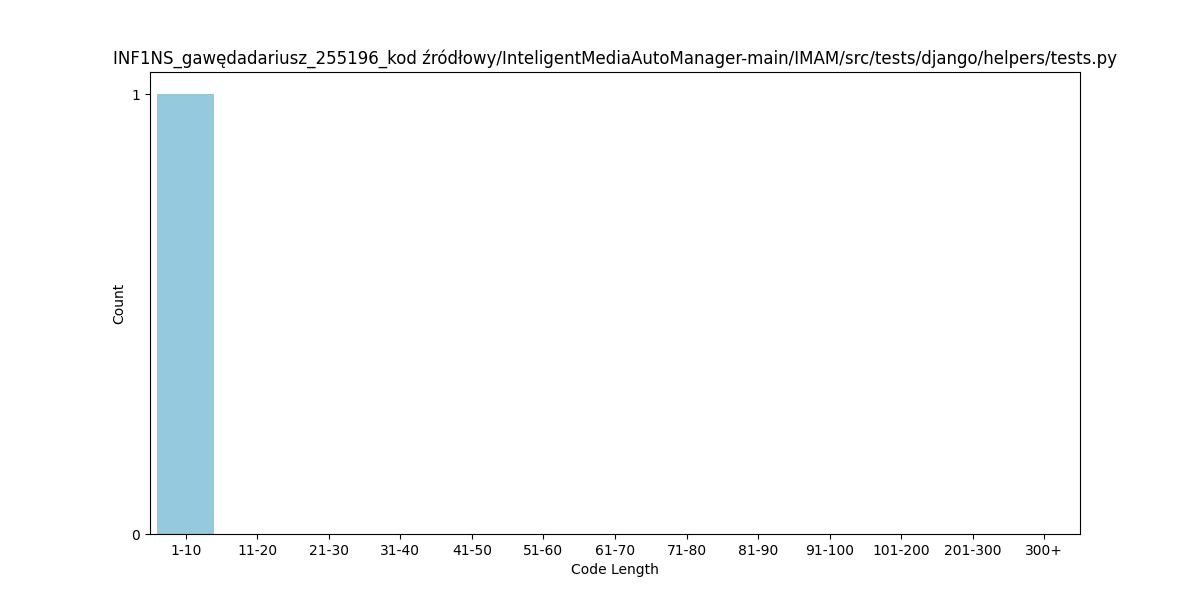 INF1NS_gawędadariusz_255196_kod źródłowy/InteligentMediaAutoManager-main/IMAM/src/tests/django/helpers/tests.py
1
Count
0
1-10 11-20 21-30 31-40 41-50 51-60 61-70 71-80 81-90 91-100 101-200 201-300 300+
Code Length